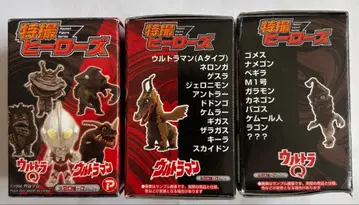 特撮
ヒーローズ
ウルトラ
Q
ウルトラマン
P
特撮
ヒーローズ
ウルトラマン(Aタイプ)
ネロンガ
ゲスラ
ジェロニモン
アントラー
ドドンゴ
ケムラー
ギガス
ザラガス
キーラ
スカイドン
ウルトラマン
特撮
ヒーローズ
ゴメス
ナメゴン
ペギラ
M1号
ガラモン
カネゴン
パゴス
ケムール人
ラゴン
???
ウルトラ
Q